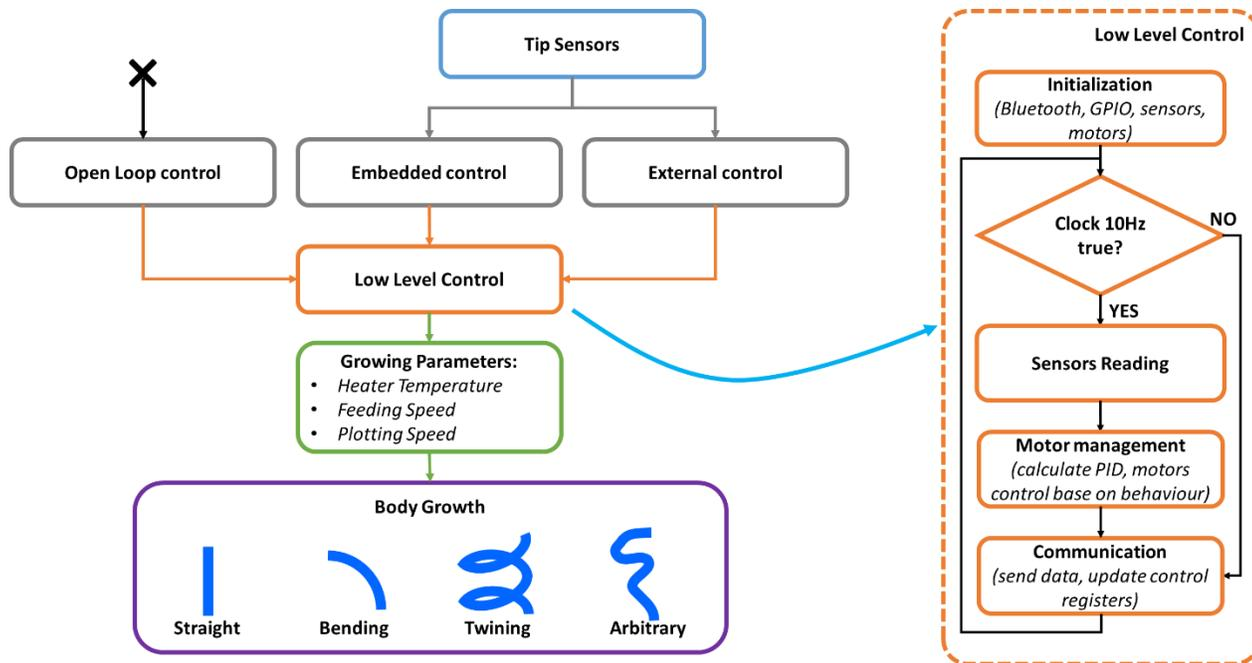 Tip Sensors
Open Loop control
Embedded control
External control
Low Level Control
Growing Parameters:
• Heater Temperature
• Feeding Speed
• Plotting Speed
Body Growth
Straight
Bending
Twining
Arbitrary
Low Level Control
Initialization
(Bluetooth, GPIO, sensors,
motors)
Clock 10Hz
true?
NO
YES
Sensors Reading
Motor management
(calculate PID, motors
control base on behaviour)
Communication
(send data, update control
registers)